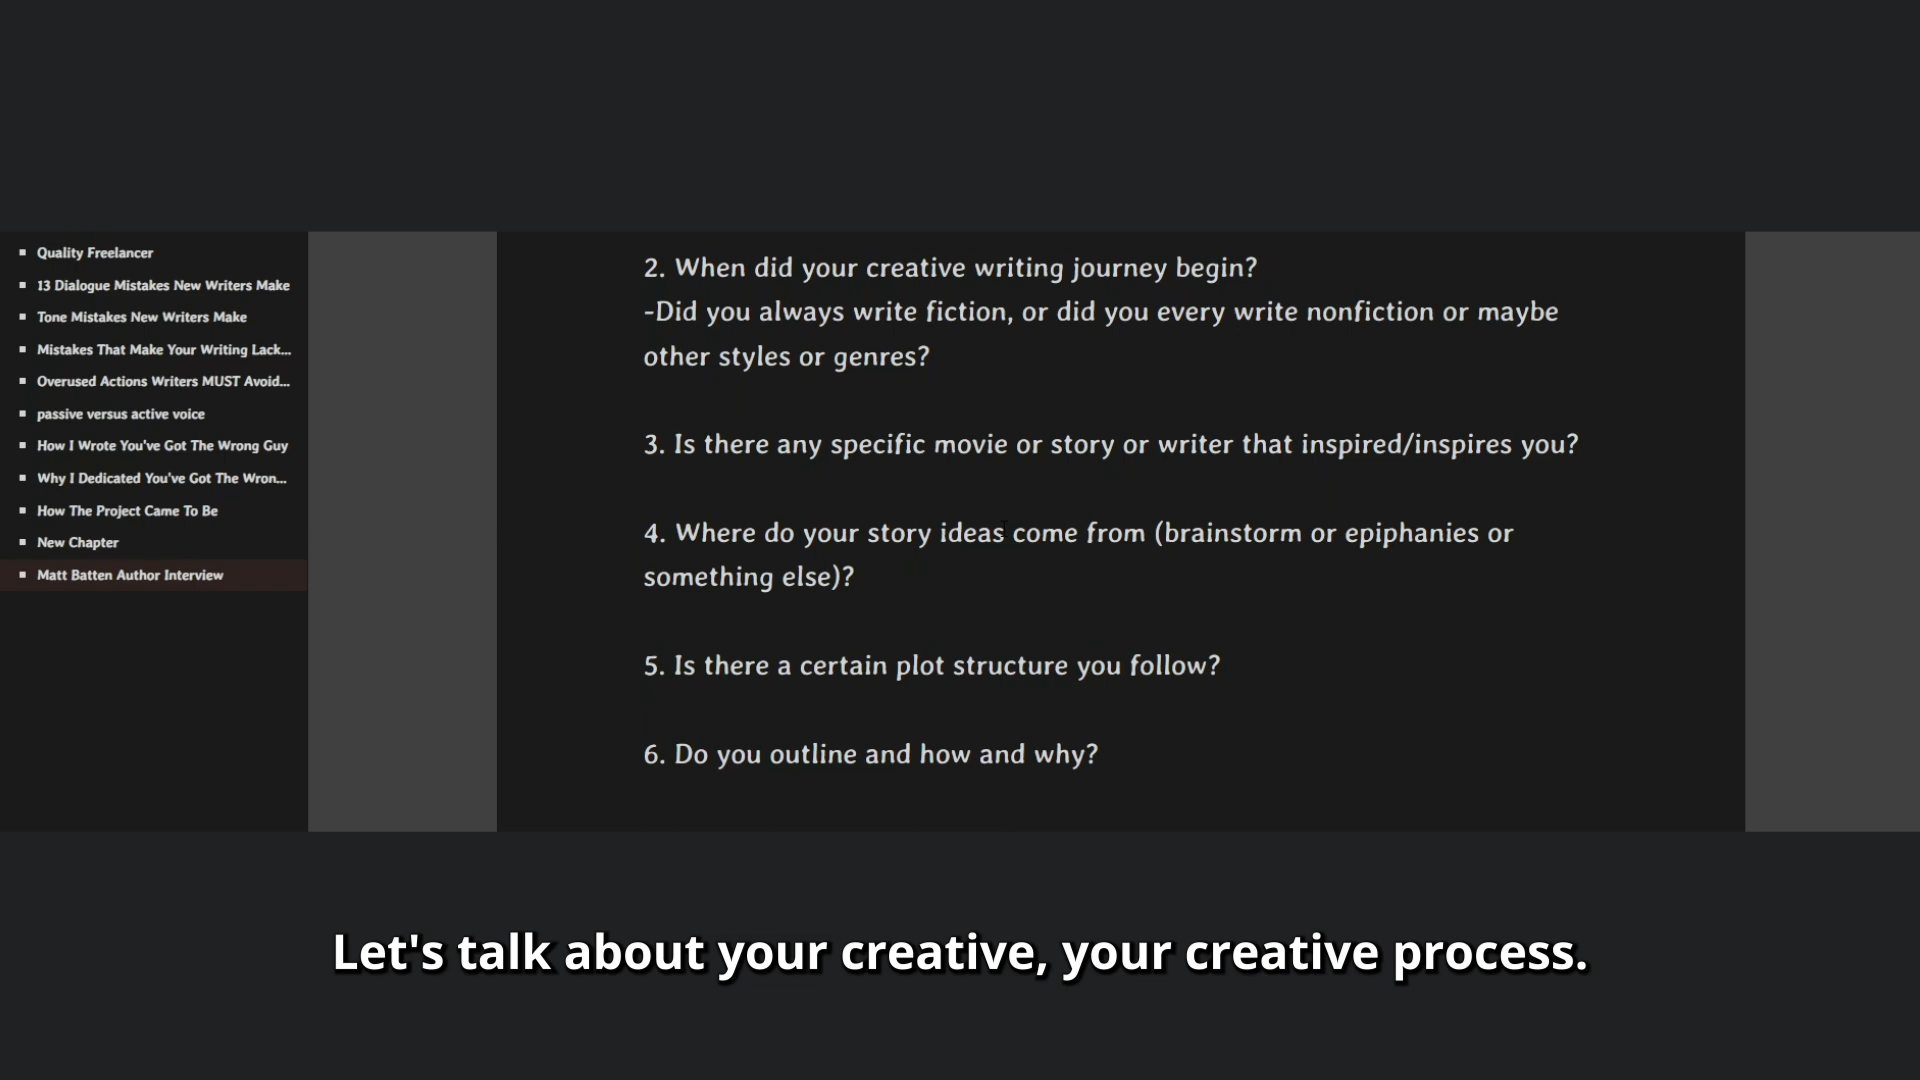 Quality Freelancer
13 Dialogue Mistakes New Writers Make
Tone Mistakes New Writers Make
Mistakes That Make Your Writing Lack...
Overused Actions Writers MUST Avoid...
passive versus active voice
How I Wrote You've Got The Wrong Guy
Why I Dedicated You've Got The Wron...
How The Project Came To Be
New Chapter
Matt Batten Author Interview
2. When did your creative writing journey begin?
-Did you always write fiction, or did you every write nonfiction or maybe
other styles or genres?
3. Is there any specific movie or story or writer that inspired/inspires you?
4. Where do your story ideas come from (brainstorm or epiphanies or
something else)?
5. Is there a certain plot structure you follow?
6. Do you outline and how and why?
Let's talk about your creative, your creative process.